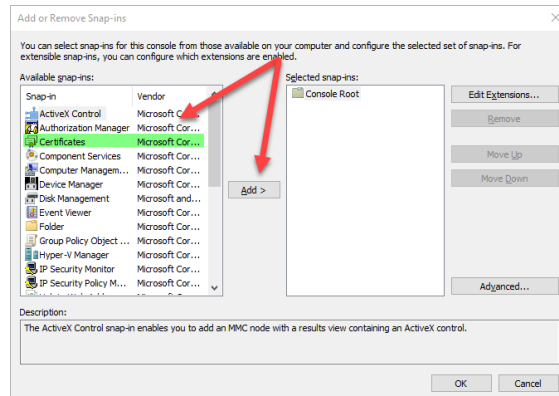 Add or Remove Snap-ins
You can select snap-ins for this console from those available on your computer and configure the selected set of snap-ins. For
extensible snap-ins, you can configure which extensions are enabled.
Available snap-ins:
Selected snap-ins:
Snap-in Vendor
ActiveX Control Microsoft
Authorization Manager Microsoft Cor...
Certificates Microsoft Cor...
Component Services Microsoft Cor...
Computer Managem... Microsoft Cor...
Device Manager Microsoft Cor...
Disk Management Microsoft and...
Event Viewer Microsoft Cor...
Folder Microsoft Cor...
Group Policy Object ... Microsoft Cor...
Hyper-V Manager Microsoft Cor...
IP Security Monitor Microsoft Cor...
IP Security Policy M... Microsoft Cor...
Add >
Console Root
Edit Extensions...
Remove
Move Up
Move Down
Advanced...
Description:
The ActiveX Control snap-in enables you to add an MMC node with a results view containing an ActiveX control.
OK Cancel